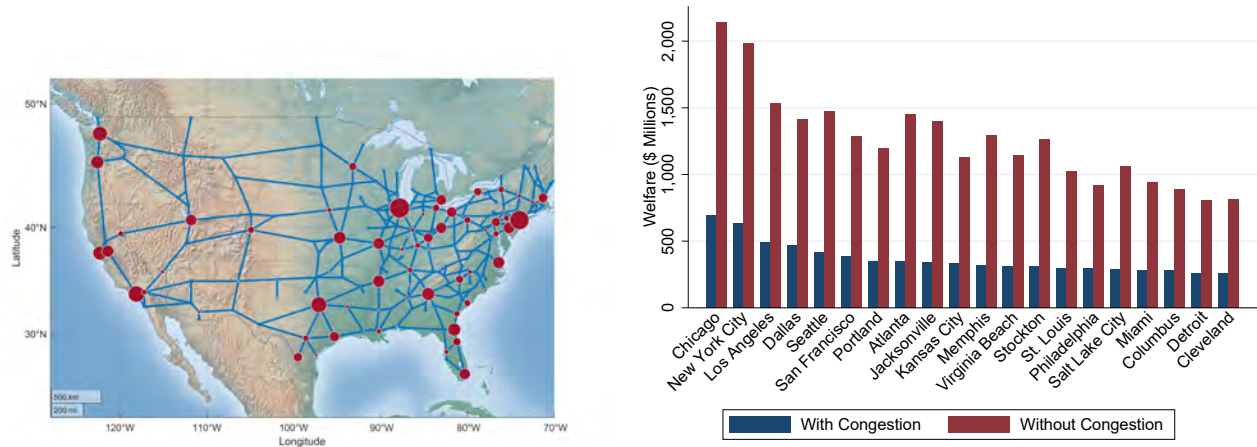 50°N
40°N
30°N
Latitude
500 km
200 mi
120°W 110°W 100°W 90°W 80°W 70°W
Longitude
Welfare ($ Millions)
2,000
1,500
1,000
500
0
Chicago
New York City
Los Angeles
Dallas
Seattle
San Francisco
Portland
Atlanta
Jacksonville
Kansas City
Memphis
Virginia Beach
Stockton
St. Louis
Philadelphia
Salt Lake City
Miami
Columbus
Detroit
Cleveland
With Congestion Without Congestion